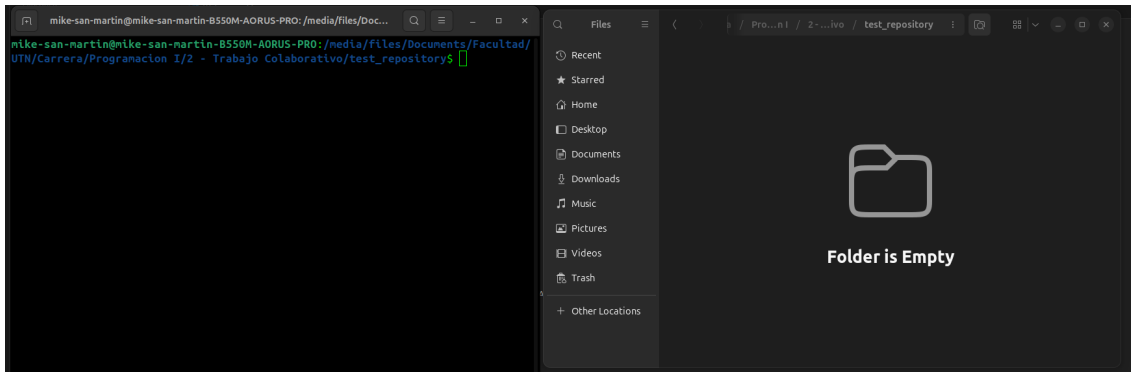 mike-san-martin@mike-san-martin-B550M-AORUS-PRO: /media/files/Doc...
mike-san-martin@mike-san-martin-B550M-AORUS-PRO:/media/files/Documents/Facultad/
UTN/Carrera/Programacion I/2 - Trabajo Colaborativo/test_repository$
Files
Recent
Starred
Home
Desktop
Documents
Downloads
Music
Pictures
Videos
Trash
+ Other Locations
/ Pro...n I / 2-...ivo / test_repository
Folder is Empty